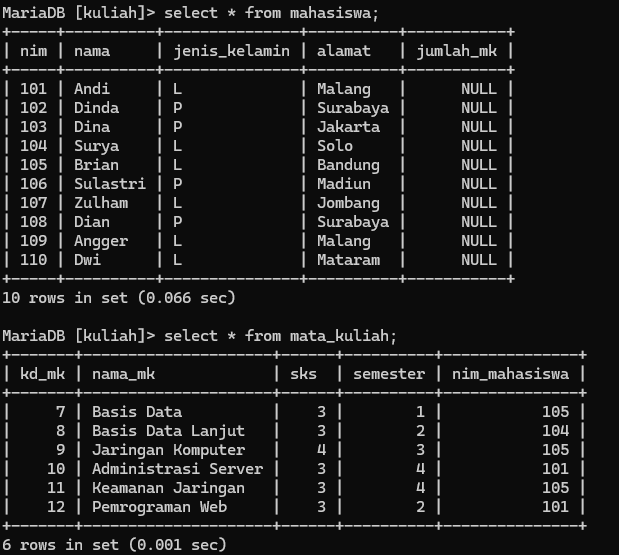 MariaDB [kuliah]> select * from mahasiswa;
+-----+----------+---------------+----------+-----------+
| nim | nama     | jenis_kelamin | alamat   | jumlah_mk |
+-----+----------+---------------+----------+-----------+
| 101 | Andi     | L             | Malang   |      NULL |
| 102 | Dinda    | P             | Surabaya |      NULL |
| 103 | Dina     | P             | Jakarta  |      NULL |
| 104 | Surya    | L             | Solo     |      NULL |
| 105 | Brian    | L             | Bandung  |      NULL |
| 106 | Sulastri | P             | Madiun   |      NULL |
| 107 | Zulham   | L             | Jombang  |      NULL |
| 108 | Dian     | P             | Surabaya |      NULL |
| 109 | Angger   | L             | Malang   |      NULL |
| 110 | Dwi      | L             | Mataram  |      NULL |
+-----+----------+---------------+----------+-----------+
10 rows in set (0.066 sec)
MariaDB [kuliah]> select * from mata_kuliah;
+-------+---------------------+------+----------+---------------+
| kd_mk | nama_mk             | sks  | semester | nim_mahasiswa |
+-------+---------------------+------+----------+---------------+
|     7 | Basis Data          |    3 |        1 |           105 |
|     8 | Basis Data Lanjut   |    3 |        2 |           104 |
|     9 | Jaringan Komputer   |    4 |        3 |           105 |
|    10 | Administrasi Server |    3 |        4 |           101 |
|    11 | Keamanan Jaringan   |    3 |        4 |           105 |
|    12 | Pemrograman Web     |    3 |        2 |           101 |
+-------+---------------------+------+----------+---------------+
6 rows in set (0.001 sec)